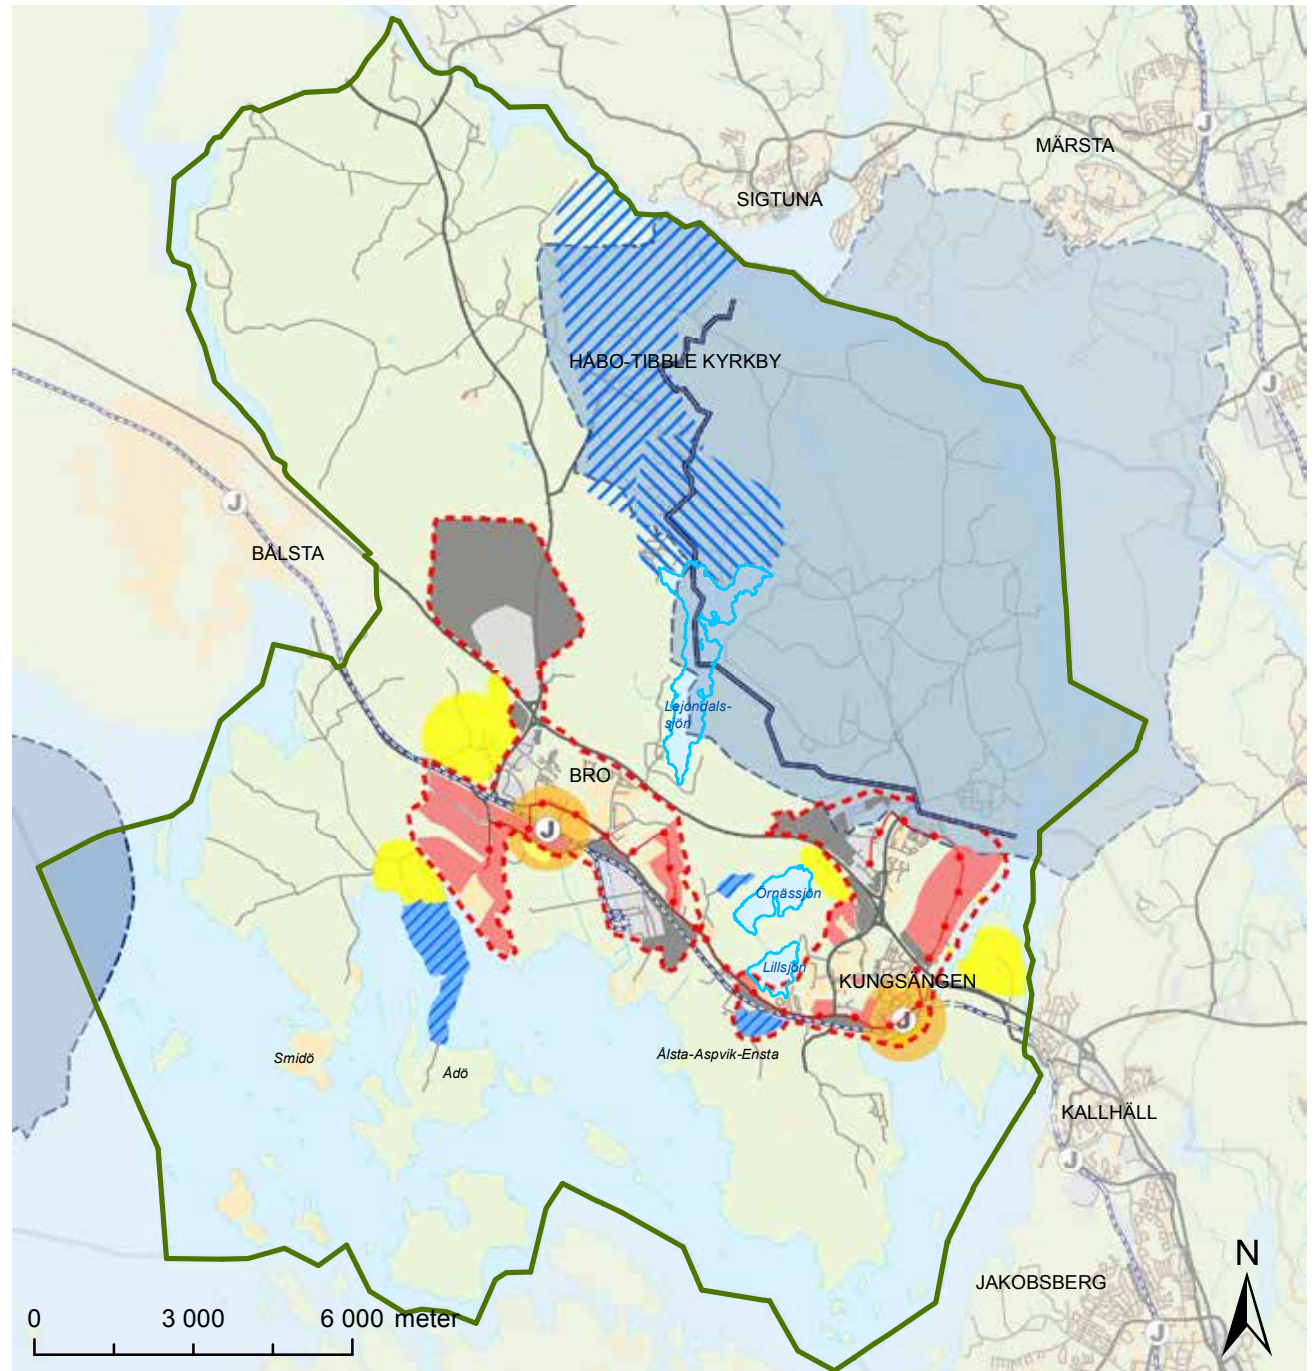 MÄRSTA
SIGTUNA
HÅBO-TIBBLE KYRKBY
BÅLSTA
Lejondals-
sjön
BRO
Örnässjön
Lillsjön
KUNGSÄNGEN
Smidö
Ådö
Ålsta-Aspvik-Ensta
KALLHÄLL
JAKOBSBERG
N
0 3 000 6 000 meter
J
J
J
J
J
J
J